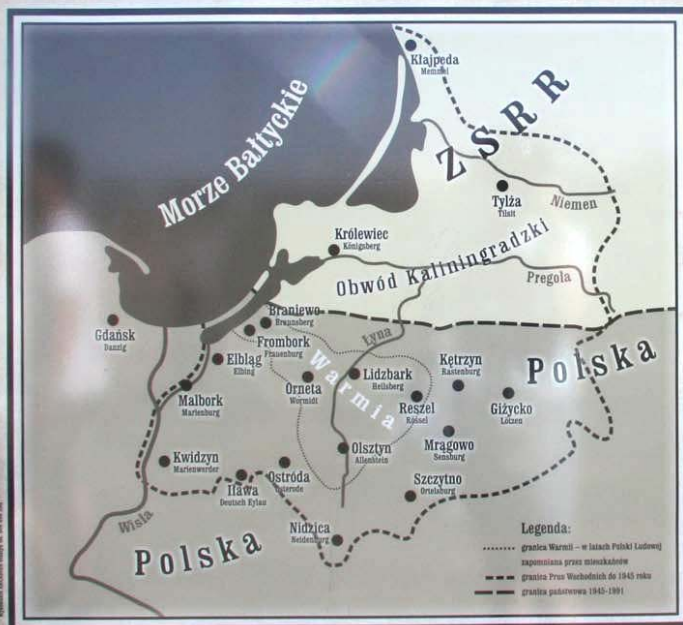 Kłajpeda
Memmel
ZSRR
Morze Bałtyckie
Tylża
Tilsit
Niemen
Królewiec
Königsberg
Obwód Kaliningradzki
Pregoła
Braniewo
Braunsberg
Gdańsk
Danzig
Frombork
Frauenburg
Łyna
Elbląg
Elbing
Warmia
Kętrzyn
Rastenburg
Polska
Orneta
Wormidt
Lidzbark
Heilsberg
Malbork
Marienburg
Reszel
Rössel
Giżycko
Lötzen
Mrągowo
Sensburg
Olsztyn
Allenstein
Kwidzyn
Marienwerder
Ostróda
Osterode
Iława
Deutsch Eylau
Szczytno
Ortelsburg
Wisła
Nidzica
Neidenburg
Polska
Legenda:
granica Warmii – w latach Polski Ludowej
zapomniana przez mieszkańców
granica Prus Wschodnich do 1945 roku
granica państwowa 1945-1991